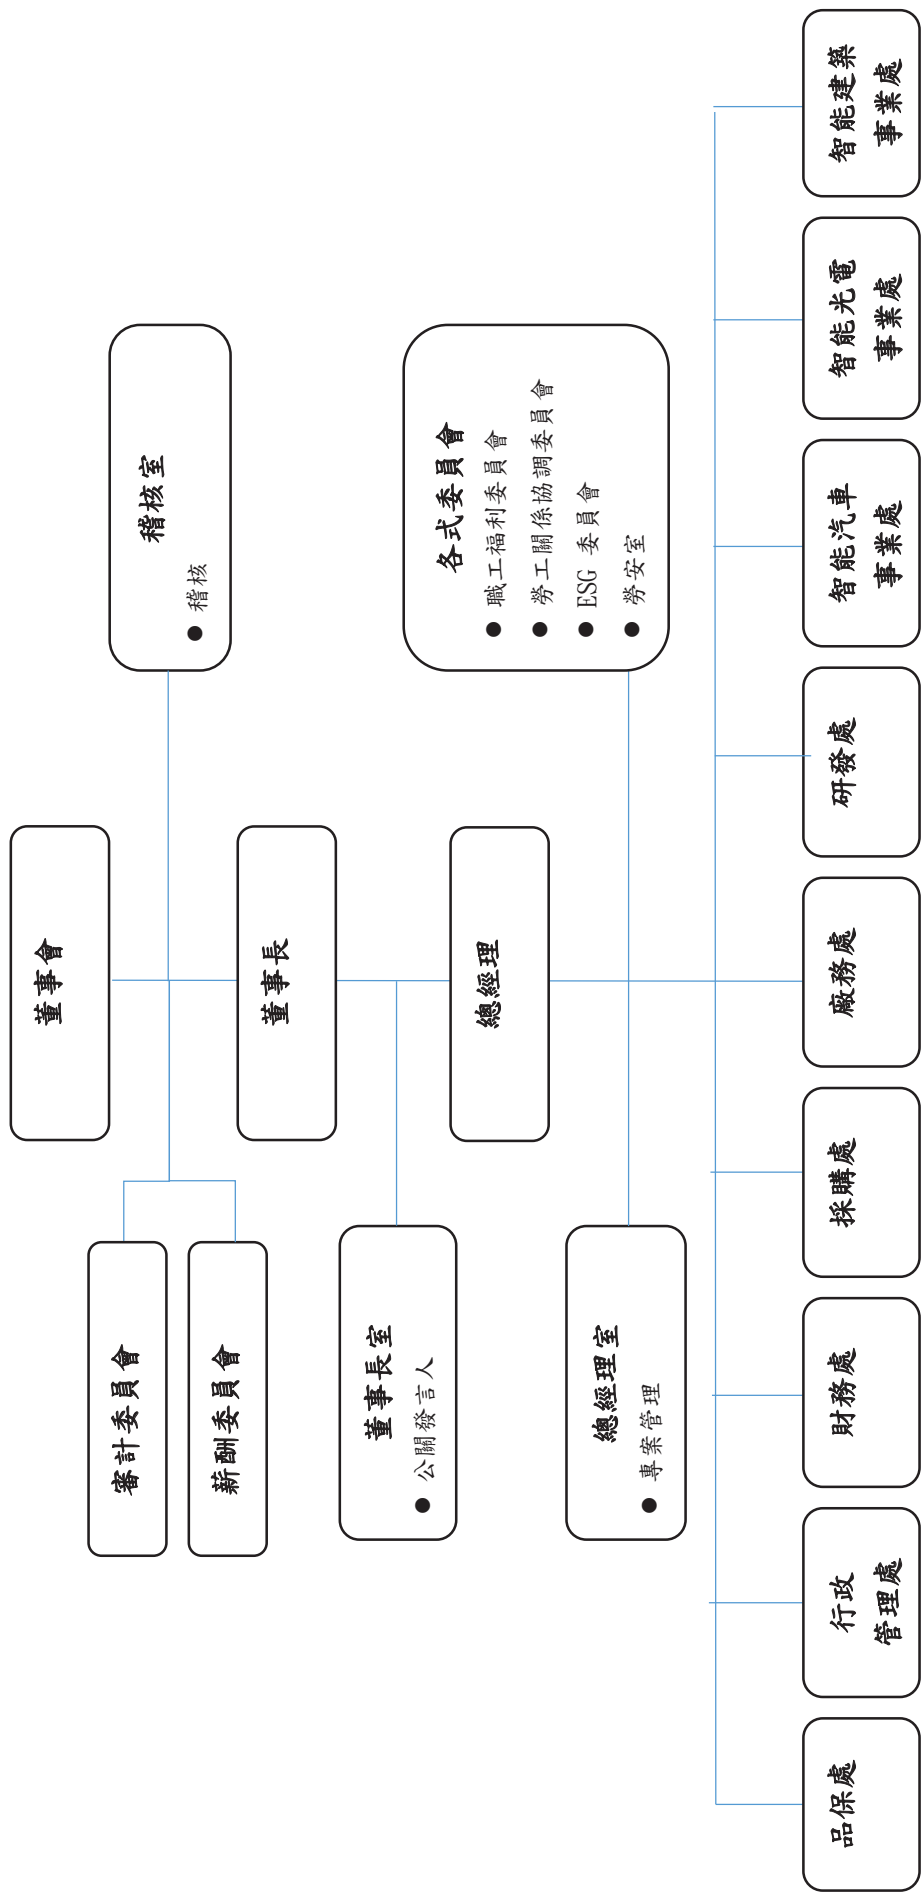 董事會
審計委員會
薪酬委員會
稽核室
● 稽核
董事長
董事長室
● 公關發言人
總經理
總經理室
● 專案管理
各式委員會
● 職工福利委員會
● 勞工關係協調委員會
● ESG 委員會
● 勞安室
品保處
行政
管理處
財務處
採購處
廠務處
研發處
智能汽車
事業處
智能光電
事業處
智能建築
事業處